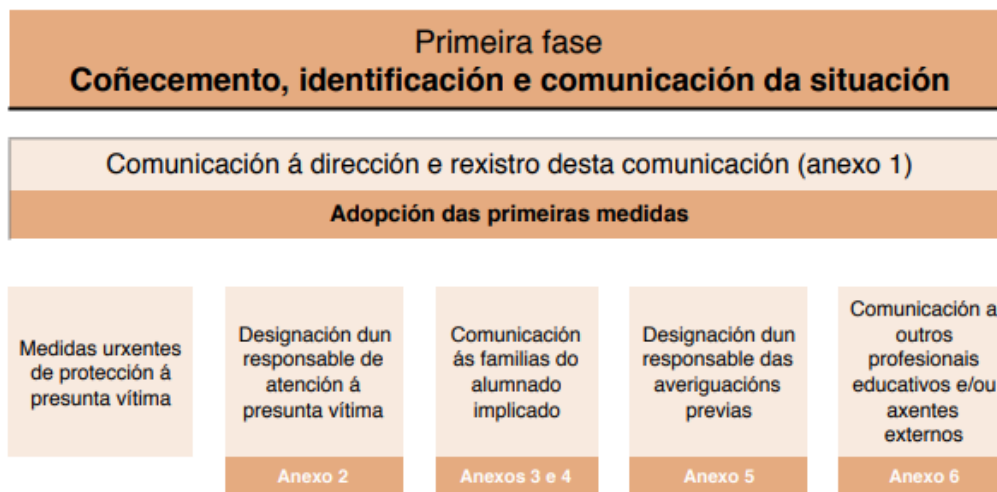 Primeira fase
Coñecemento, identificación e comunicación da situación
Comunicación á dirección e rexistro desta comunicación (anexo 1)
Adopción das primeiras medidas
Medidas urxentes
de protección á
presunta vítima
Designación dun
responsable de
atención á
presunta vítima
Anexo 2
Comunicación
ás familias do
alumnado
implicado
Anexos 3 e 4
Designación dun
responsable das
averiguacións
previas
Anexo 5
Comunicación a
outros
profesionais
educativos e/ou
axentes
externos
Anexo 6